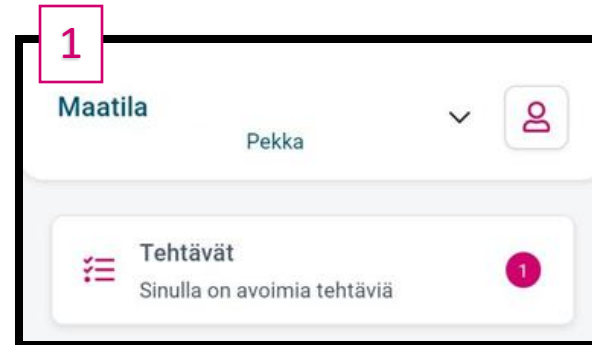 1
Maatila
Pekka
Tehtävät
Sinulla on avoimia tehtäviä
1